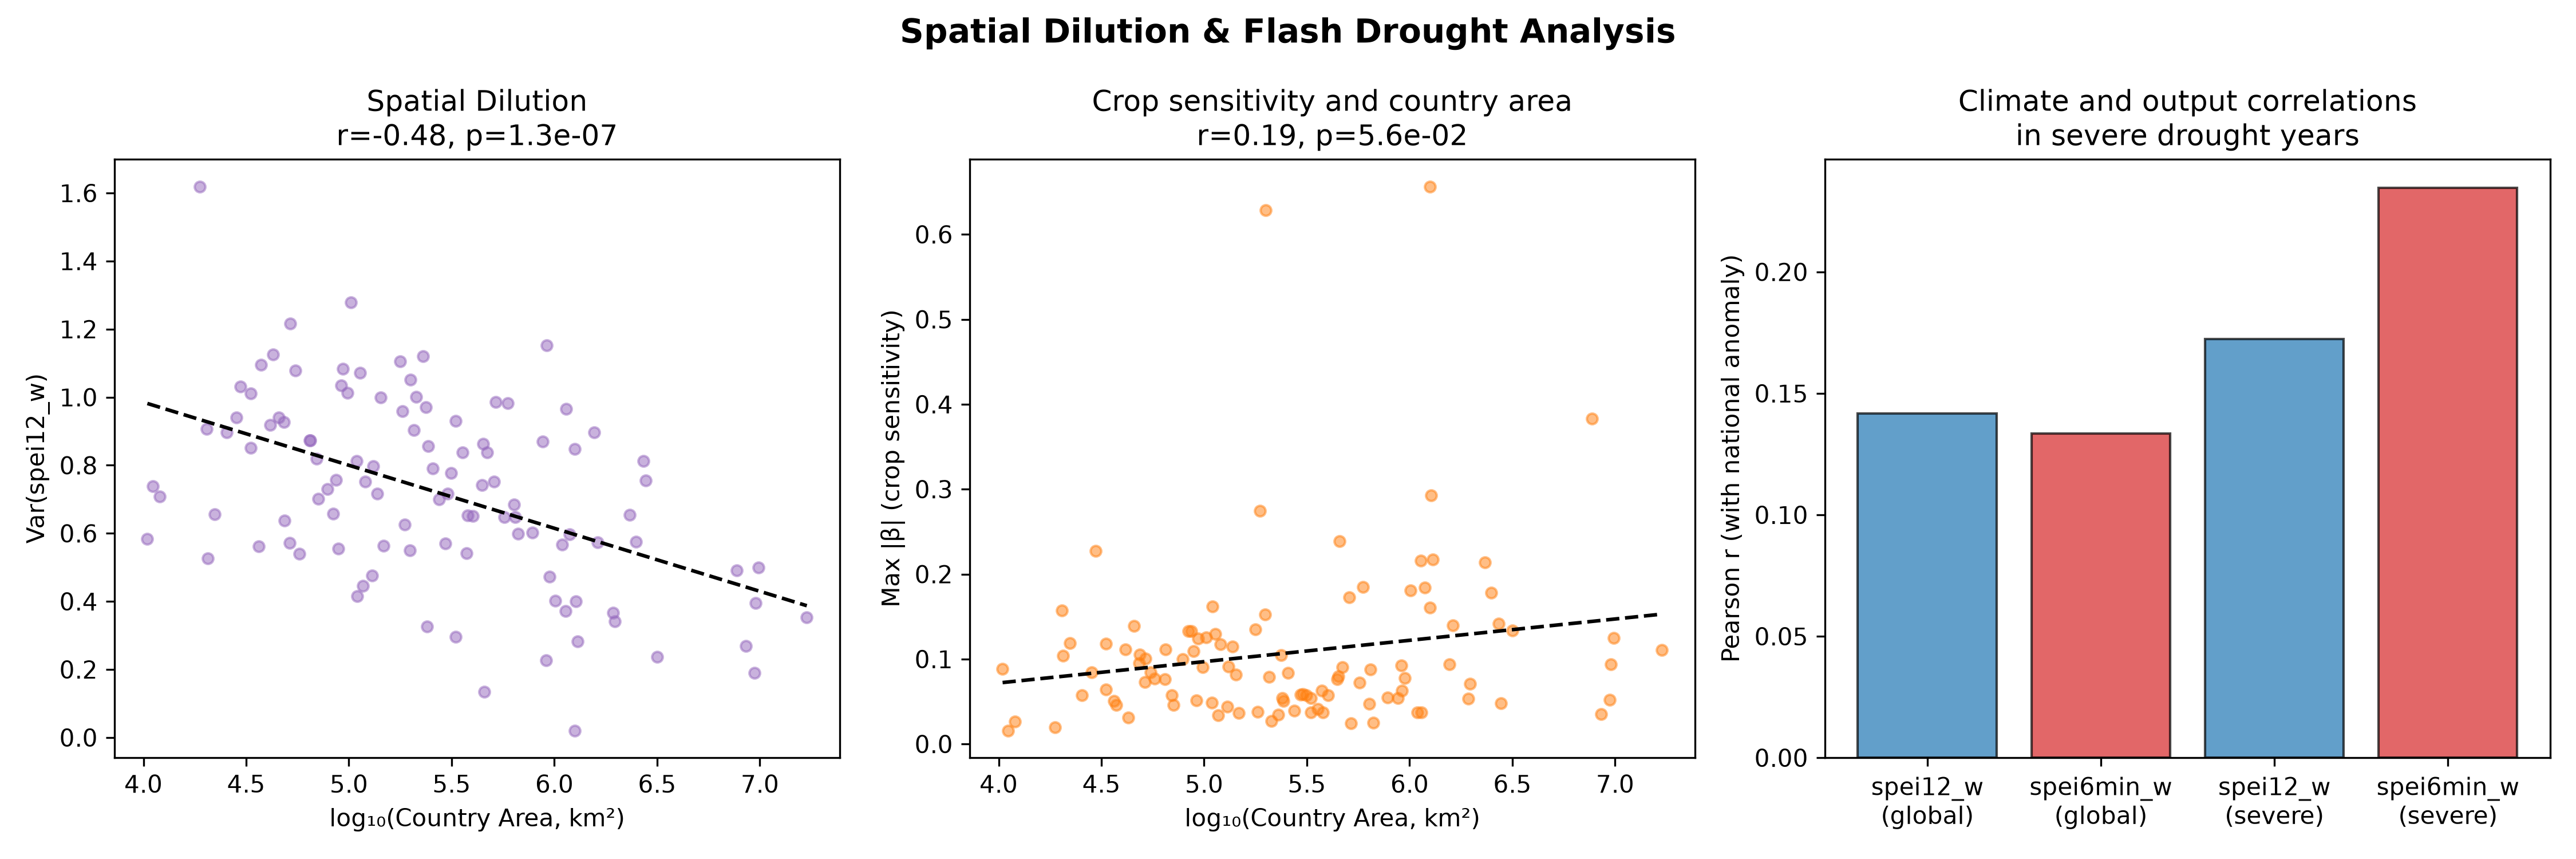 Spatial Dilution & Flash Drought Analysis
Spatial Dilution
r=-0.48, p=1.3e-07
Var(spei12_w)
1.6
1.4
1.2
1.0
0.8
0.6
0.4
0.2
0.0
4.0 4.5 5.0 5.5 6.0 6.5 7.0
log₁₀(Country Area, km²)
Crop sensitivity and country area
r=0.19, p=5.6e-02
Max |β| (crop sensitivity)
0.6
0.5
0.4
0.3
0.2
0.1
0.0
4.0 4.5 5.0 5.5 6.0 6.5 7.0
log₁₀(Country Area, km²)
Climate and output correlations
in severe drought years
Pearson r (with national anomaly)
0.20
0.15
0.10
0.05
0.00
spei12_w spei6min_w spei12_w spei6min_w
(global) (global) (severe) (severe)